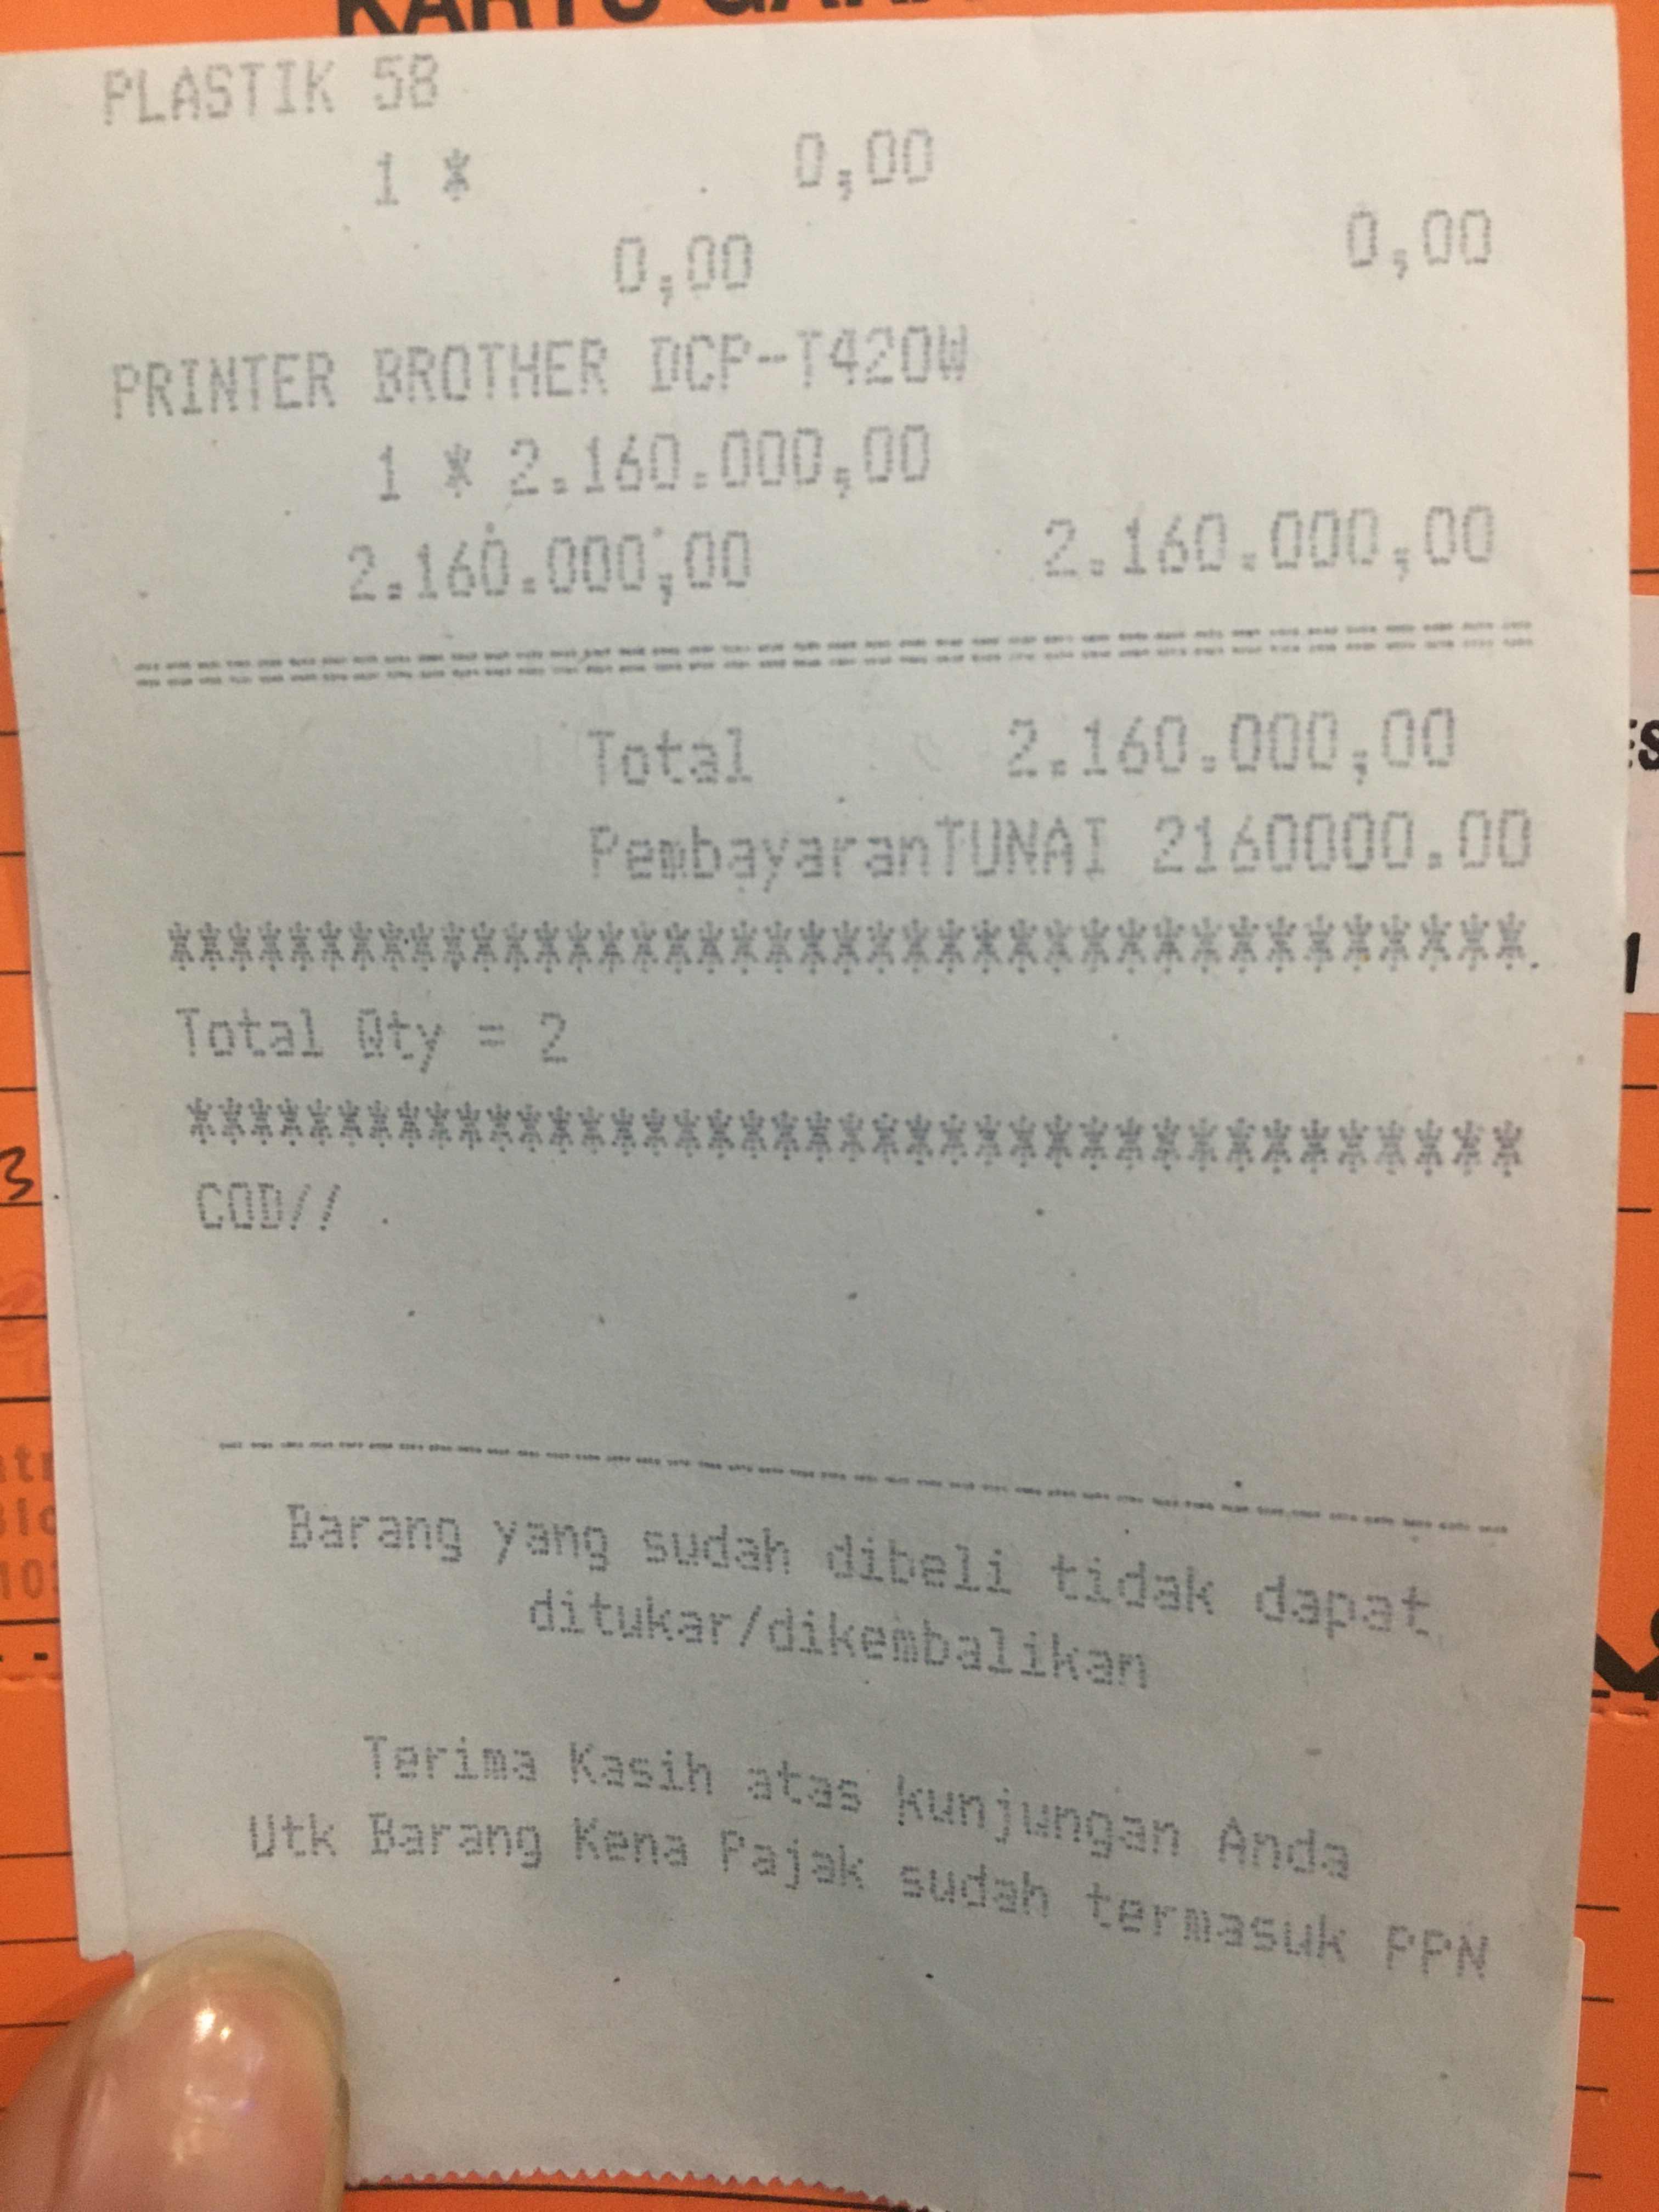 KARTU GARA
PLASTIK 58
1 * 0,00
0,00 0,00
PRINTER BROTHER DCP-T420W
1 * 2.160.000,00
2.160.000,00 2.160.000,00
Total 2.160.000,00
PembayaranTUNAI 2160000.00
*******************************************
Total Qty = 2
*******************************************
COD//
Barang yang sudah dibeli tidak dapat
ditukar/dikembalikan
Terima Kasih atas kunjungan Anda
Utk Barang Kena Pajak sudah termasuk PPN